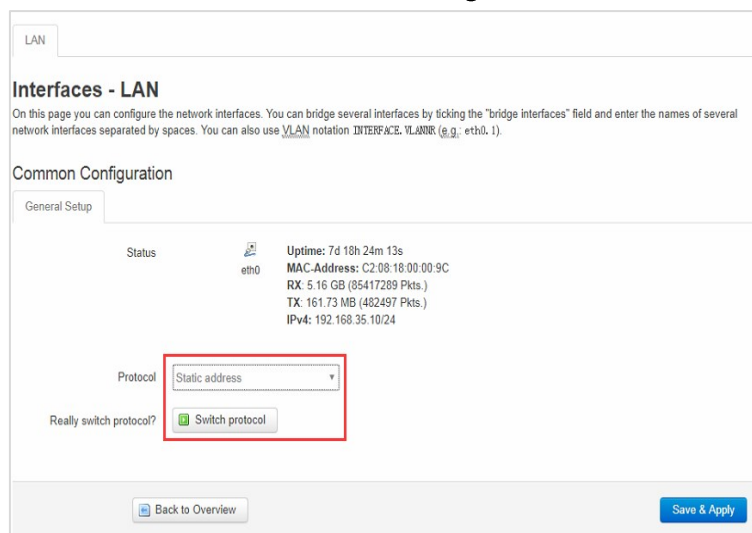 LAN
Interfaces - LAN
On this page you can configure the network interfaces. You can bridge several interfaces by ticking the "bridge interfaces" field and enter the names of several
network interfaces separated by spaces. You can also use VLAN notation INTERFACE.VLANNR (e.g.: eth0.1).
Common Configuration
General Setup
Status
eth0
Uptime: 7d 18h 24m 13s
MAC-Address: C2:08:18:00:00:9C
RX: 5.16 GB (85417289 Pkts.)
TX: 161.73 MB (482497 Pkts.)
IPv4: 192.168.35.10/24
Protocol Static address
Really switch protocol? Switch protocol
Back to Overview Save & Apply